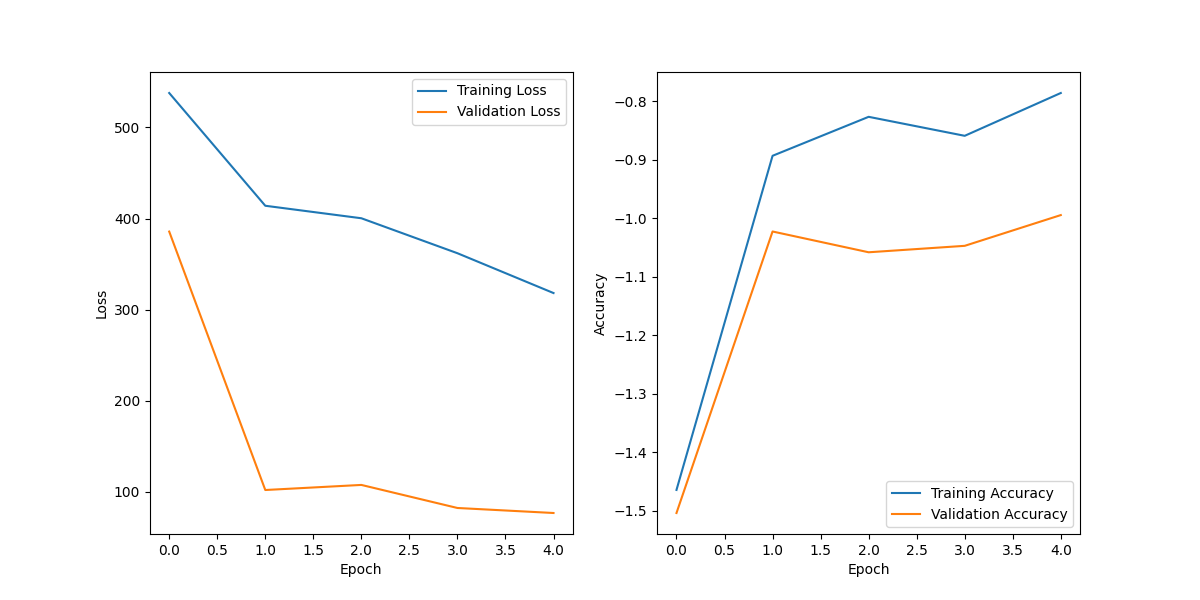 Training Loss
Validation Loss
500
400
300
200
100
Loss
0.0 0.5 1.0 1.5 2.0 2.5 3.0 3.5 4.0
Epoch
−0.8
−0.9
−1.0
−1.1
−1.2
−1.3
−1.4
−1.5
Accuracy
Training Accuracy
Validation Accuracy
0.0 0.5 1.0 1.5 2.0 2.5 3.0 3.5 4.0
Epoch